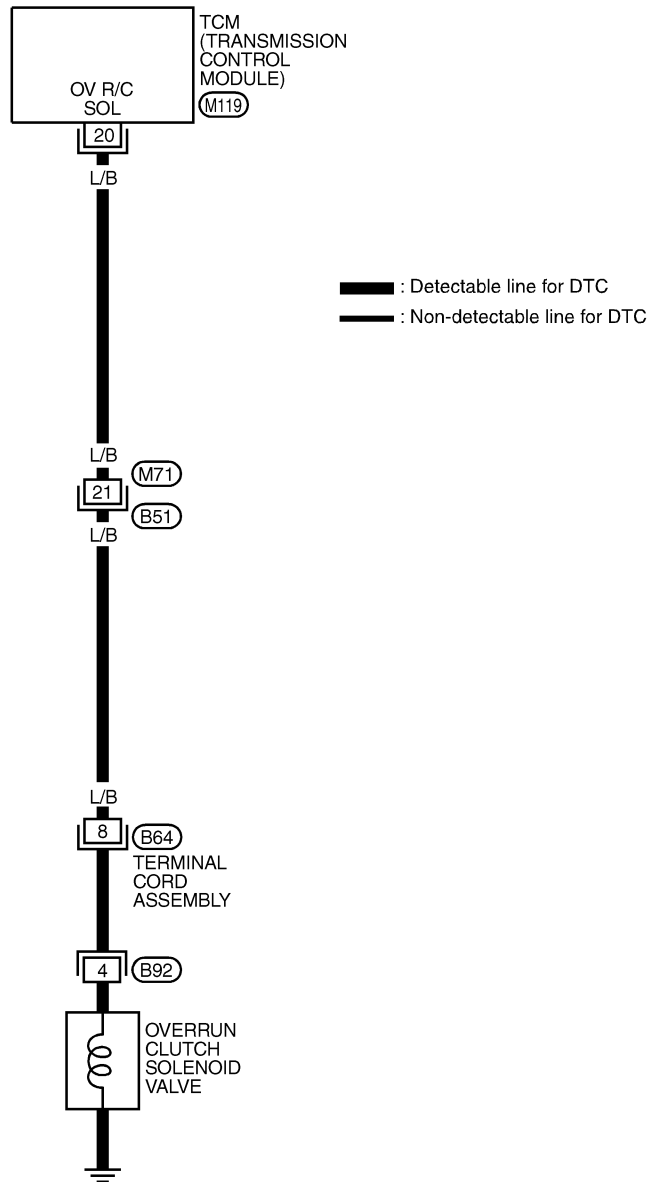 TCM
(TRANSMISSION
CONTROL
MODULE)
M119
OV R/C
SOL
20
L/B
: Detectable line for DTC
: Non-detectable line for DTC
L/B
M71
21
B51
L/B
L/B
8
B64
TERMINAL
CORD
ASSEMBLY
4
B92
OVERRUN
CLUTCH
SOLENOID
VALVE